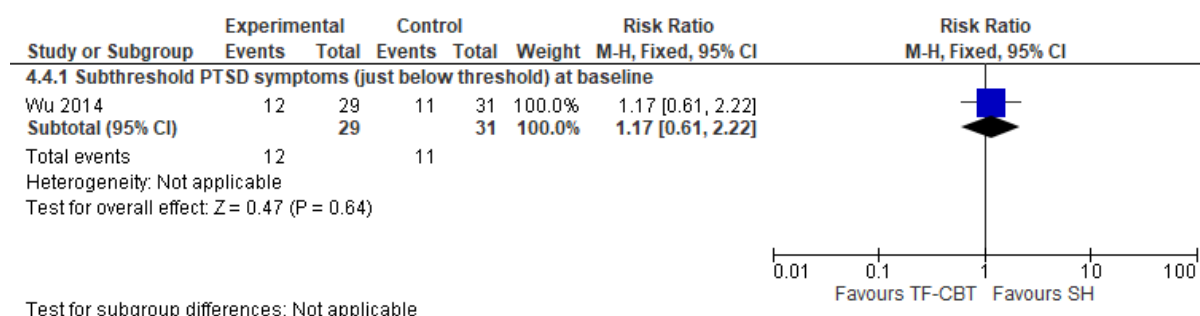 Experimental Control Risk Ratio Risk Ratio
Study or Subgroup Events Total Events Total Weight M-H, Fixed, 95% CI M-H, Fixed, 95% CI
4.4.1 Subthreshold PTSD symptoms (just below threshold) at baseline
Wu 2014 12 29 11 31 100.0% 1.17 [0.61, 2.22]
Subtotal (95% CI) 29 31 100.0% 1.17 [0.61, 2.22]
Total events 12 11
Heterogeneity: Not applicable
Test for overall effect: Z = 0.47 (P = 0.64)
0.01 0.1 1 10 100
Favours TF-CBT Favours SH
Test for subgroup differences: Not applicable